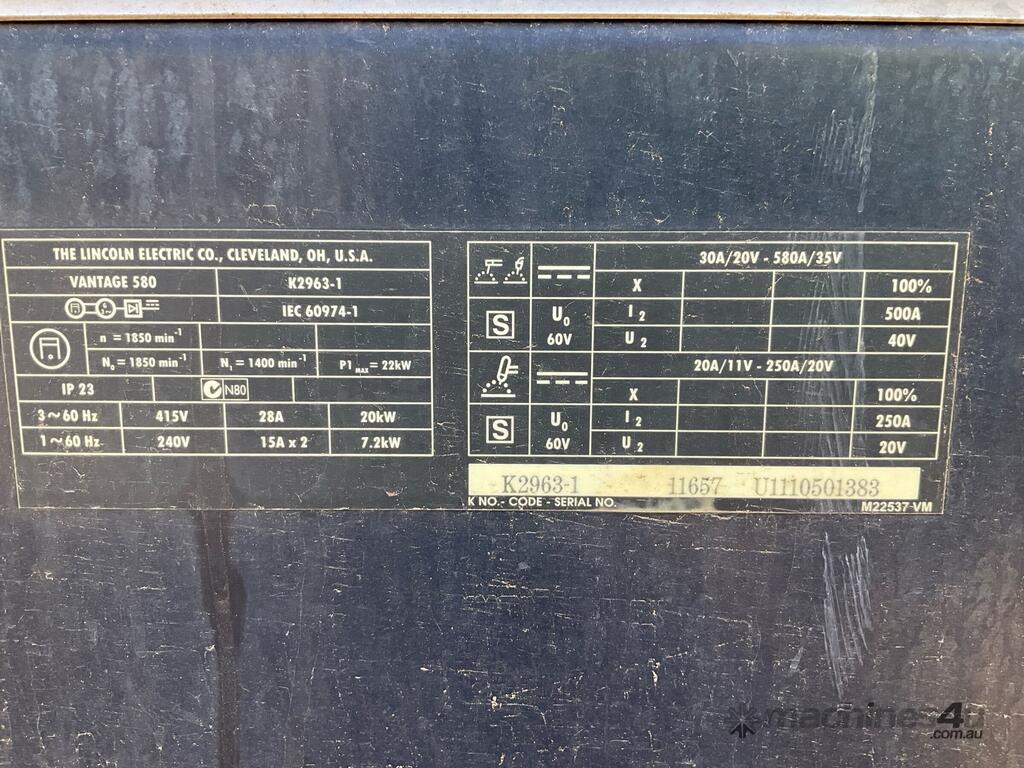 THE LINCOLN ELECTRIC CO., CLEVELAND, OH, U.S.A.
VANTAGE 580 K2963-1
IEC 60974-1
n = 1850 min⁻¹
N₀ = 1850 min⁻¹ N₁ = 1400 min⁻¹ P1 MAX = 22kW
IP 23 N80
3~60 Hz 415V 28A 20kW
1~60 Hz 240V 15A x 2 7.2kW
30A/20V - 580A/35V
X 100%
S U₀ 60V I₂ 500A
U₂ 40V
20A/11V - 250A/20V
X 100%
S U₀ 60V I₂ 250A
U₂ 20V
K2963-1 11657 U1110501383
K NO.- CODE - SERIAL NO. M22537 VM
machines4u
.com.au